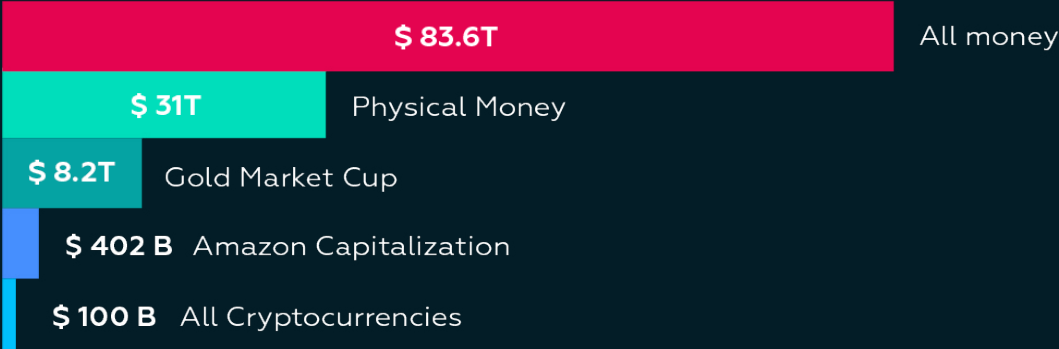 $ 83.6T All money
$ 31T Physical Money
$ 8.2T Gold Market Cup
$ 402 B Amazon Capitalization
$ 100 B All Cryptocurrencies